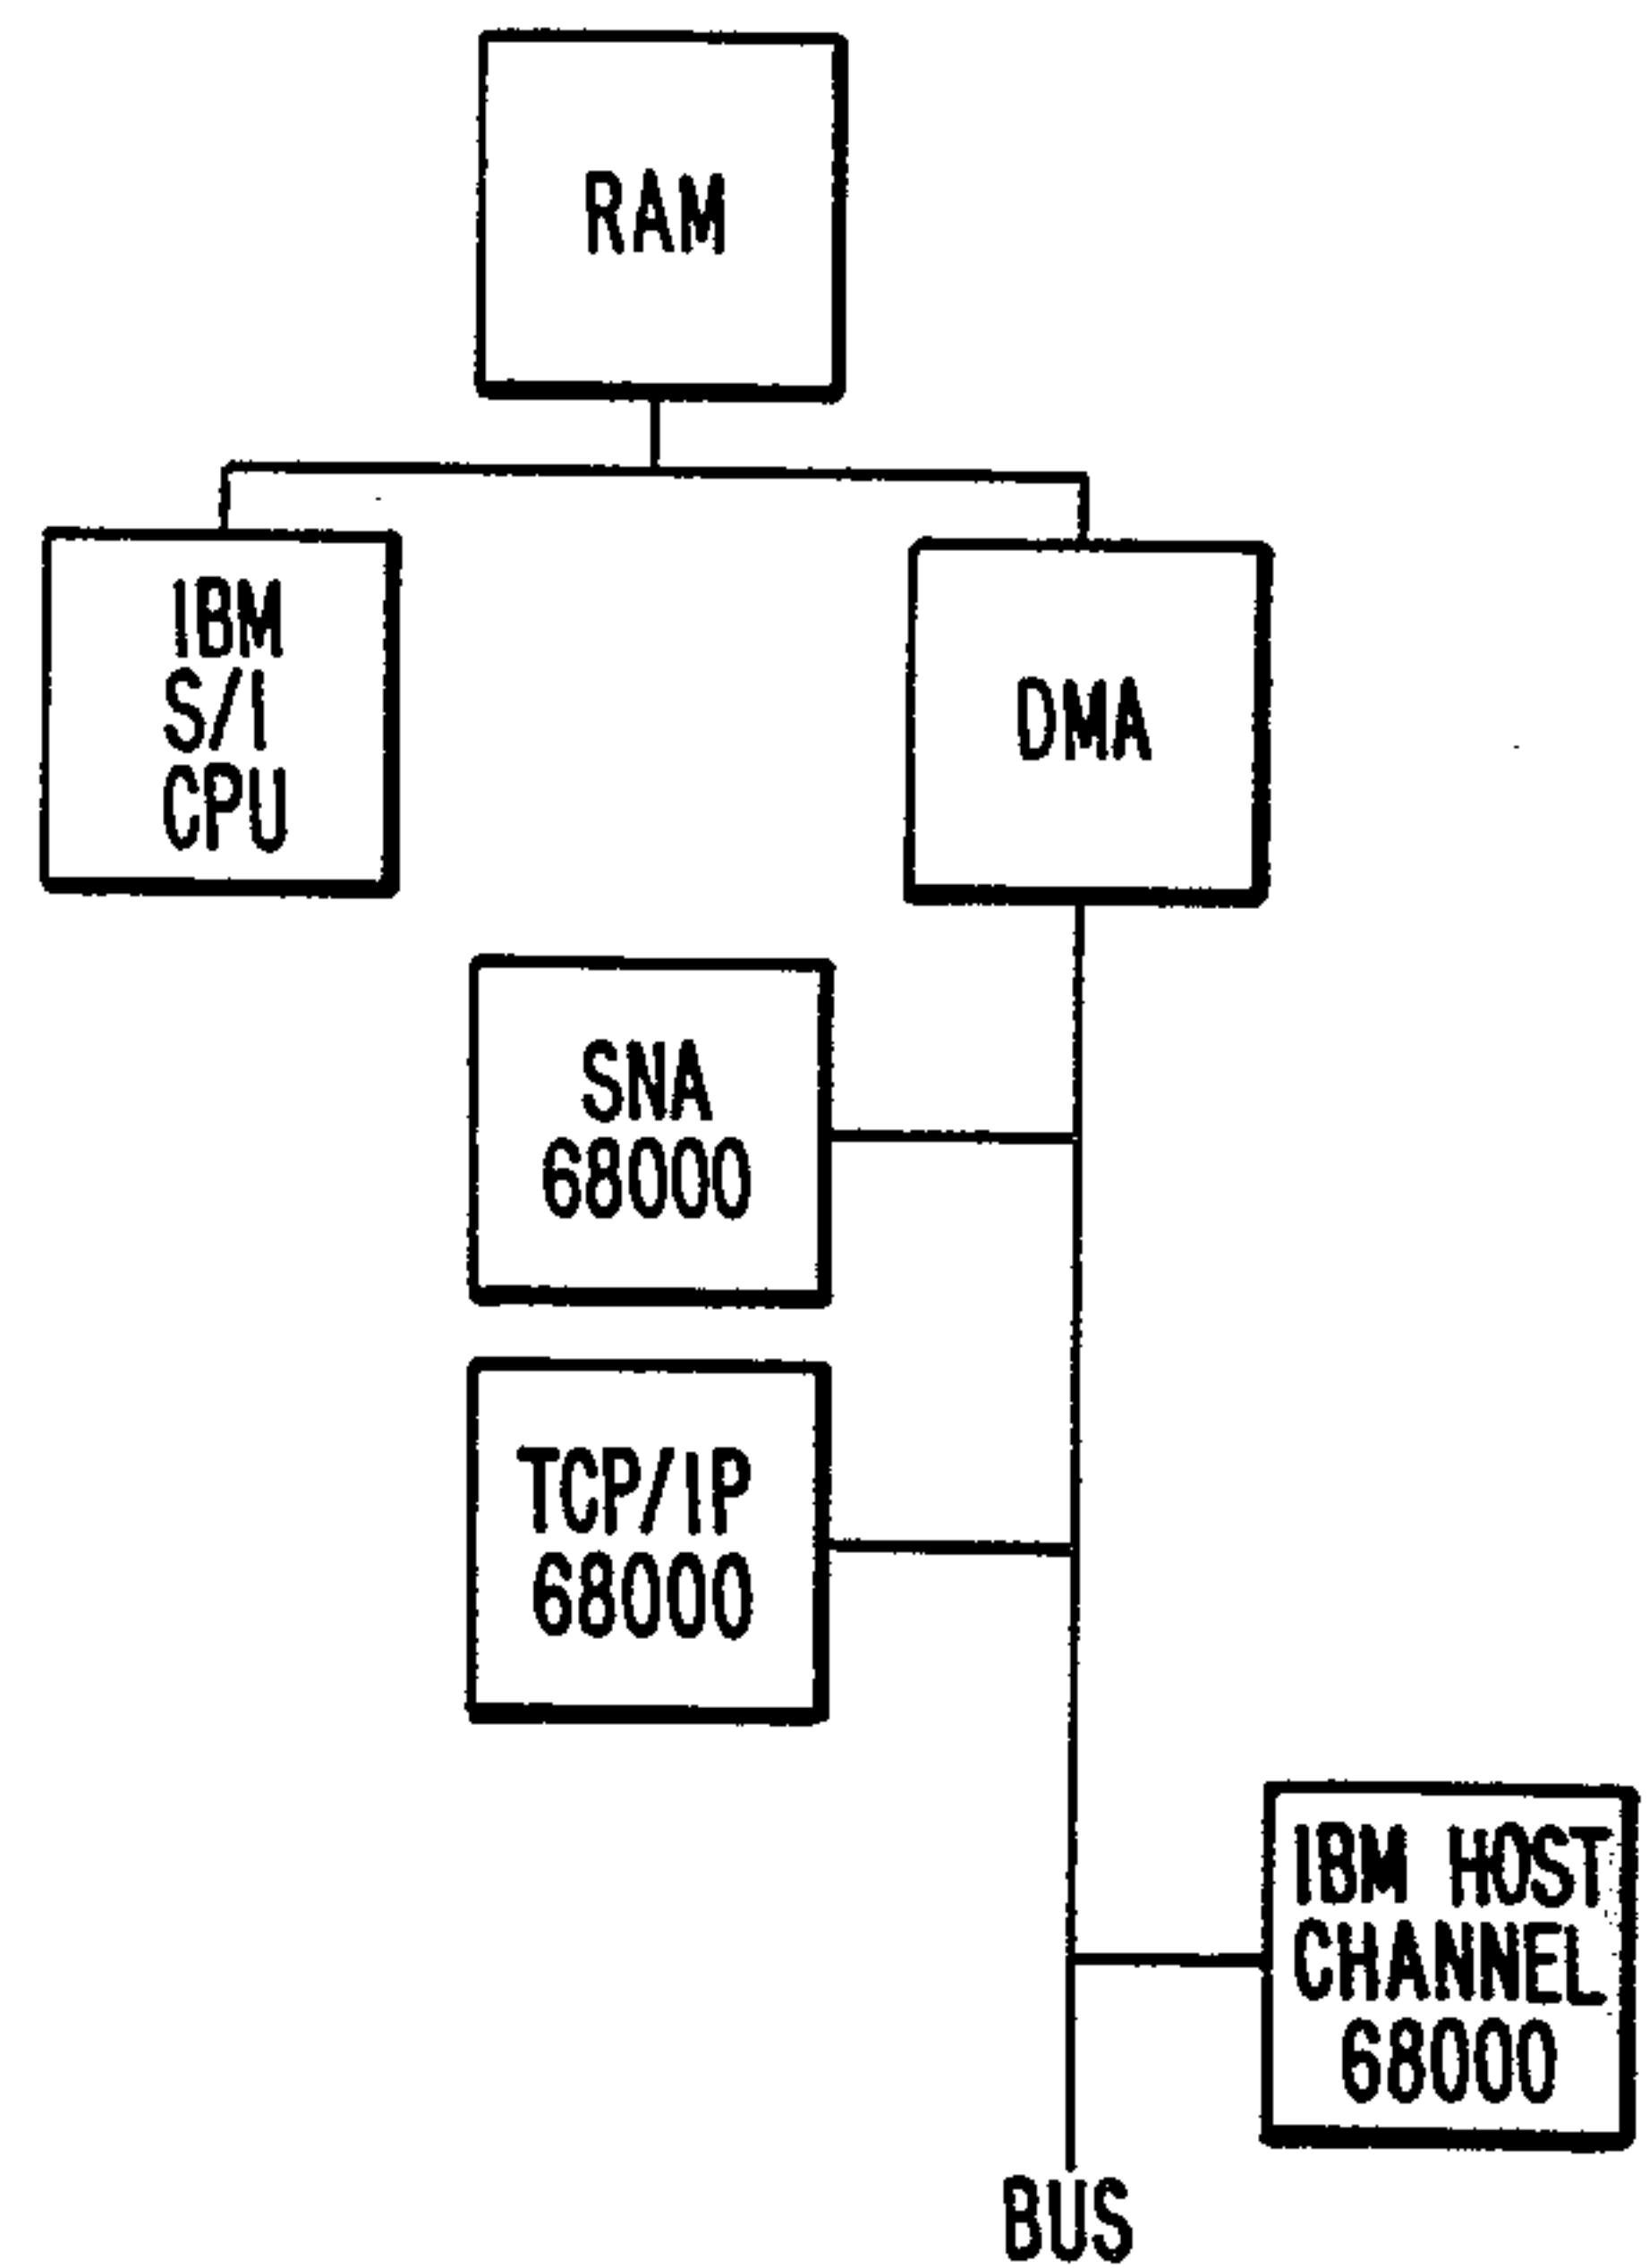 RAM
IBM
S/1
CPU
DMA
SNA
68000
TCP/IP
68000
IBM HOST
CHANNEL
68000
BUS